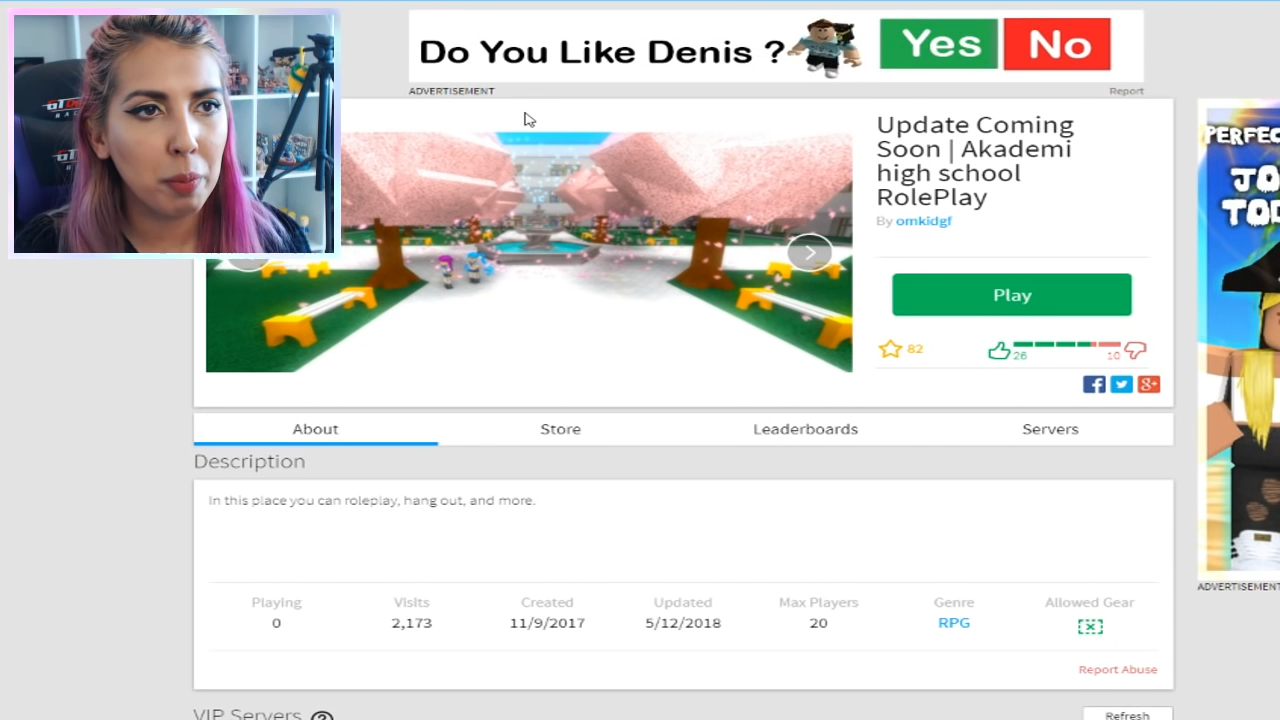 Do You Like Denis ?
Yes
No
ADVERTISEMENT
Report
Update Coming
Soon | Akademi
high school
RolePlay
By omkidgf
Play
82
26
10
About
Store
Leaderboards
Servers
Description
In this place you can roleplay, hang out, and more.
Playing
Visits
Created
Updated
Max Players
Genre
Allowed Gear
0
2,173
11/9/2017
5/12/2018
20
RPG
Report Abuse
VIP Servers
Refresh
ADVERTISEMENT